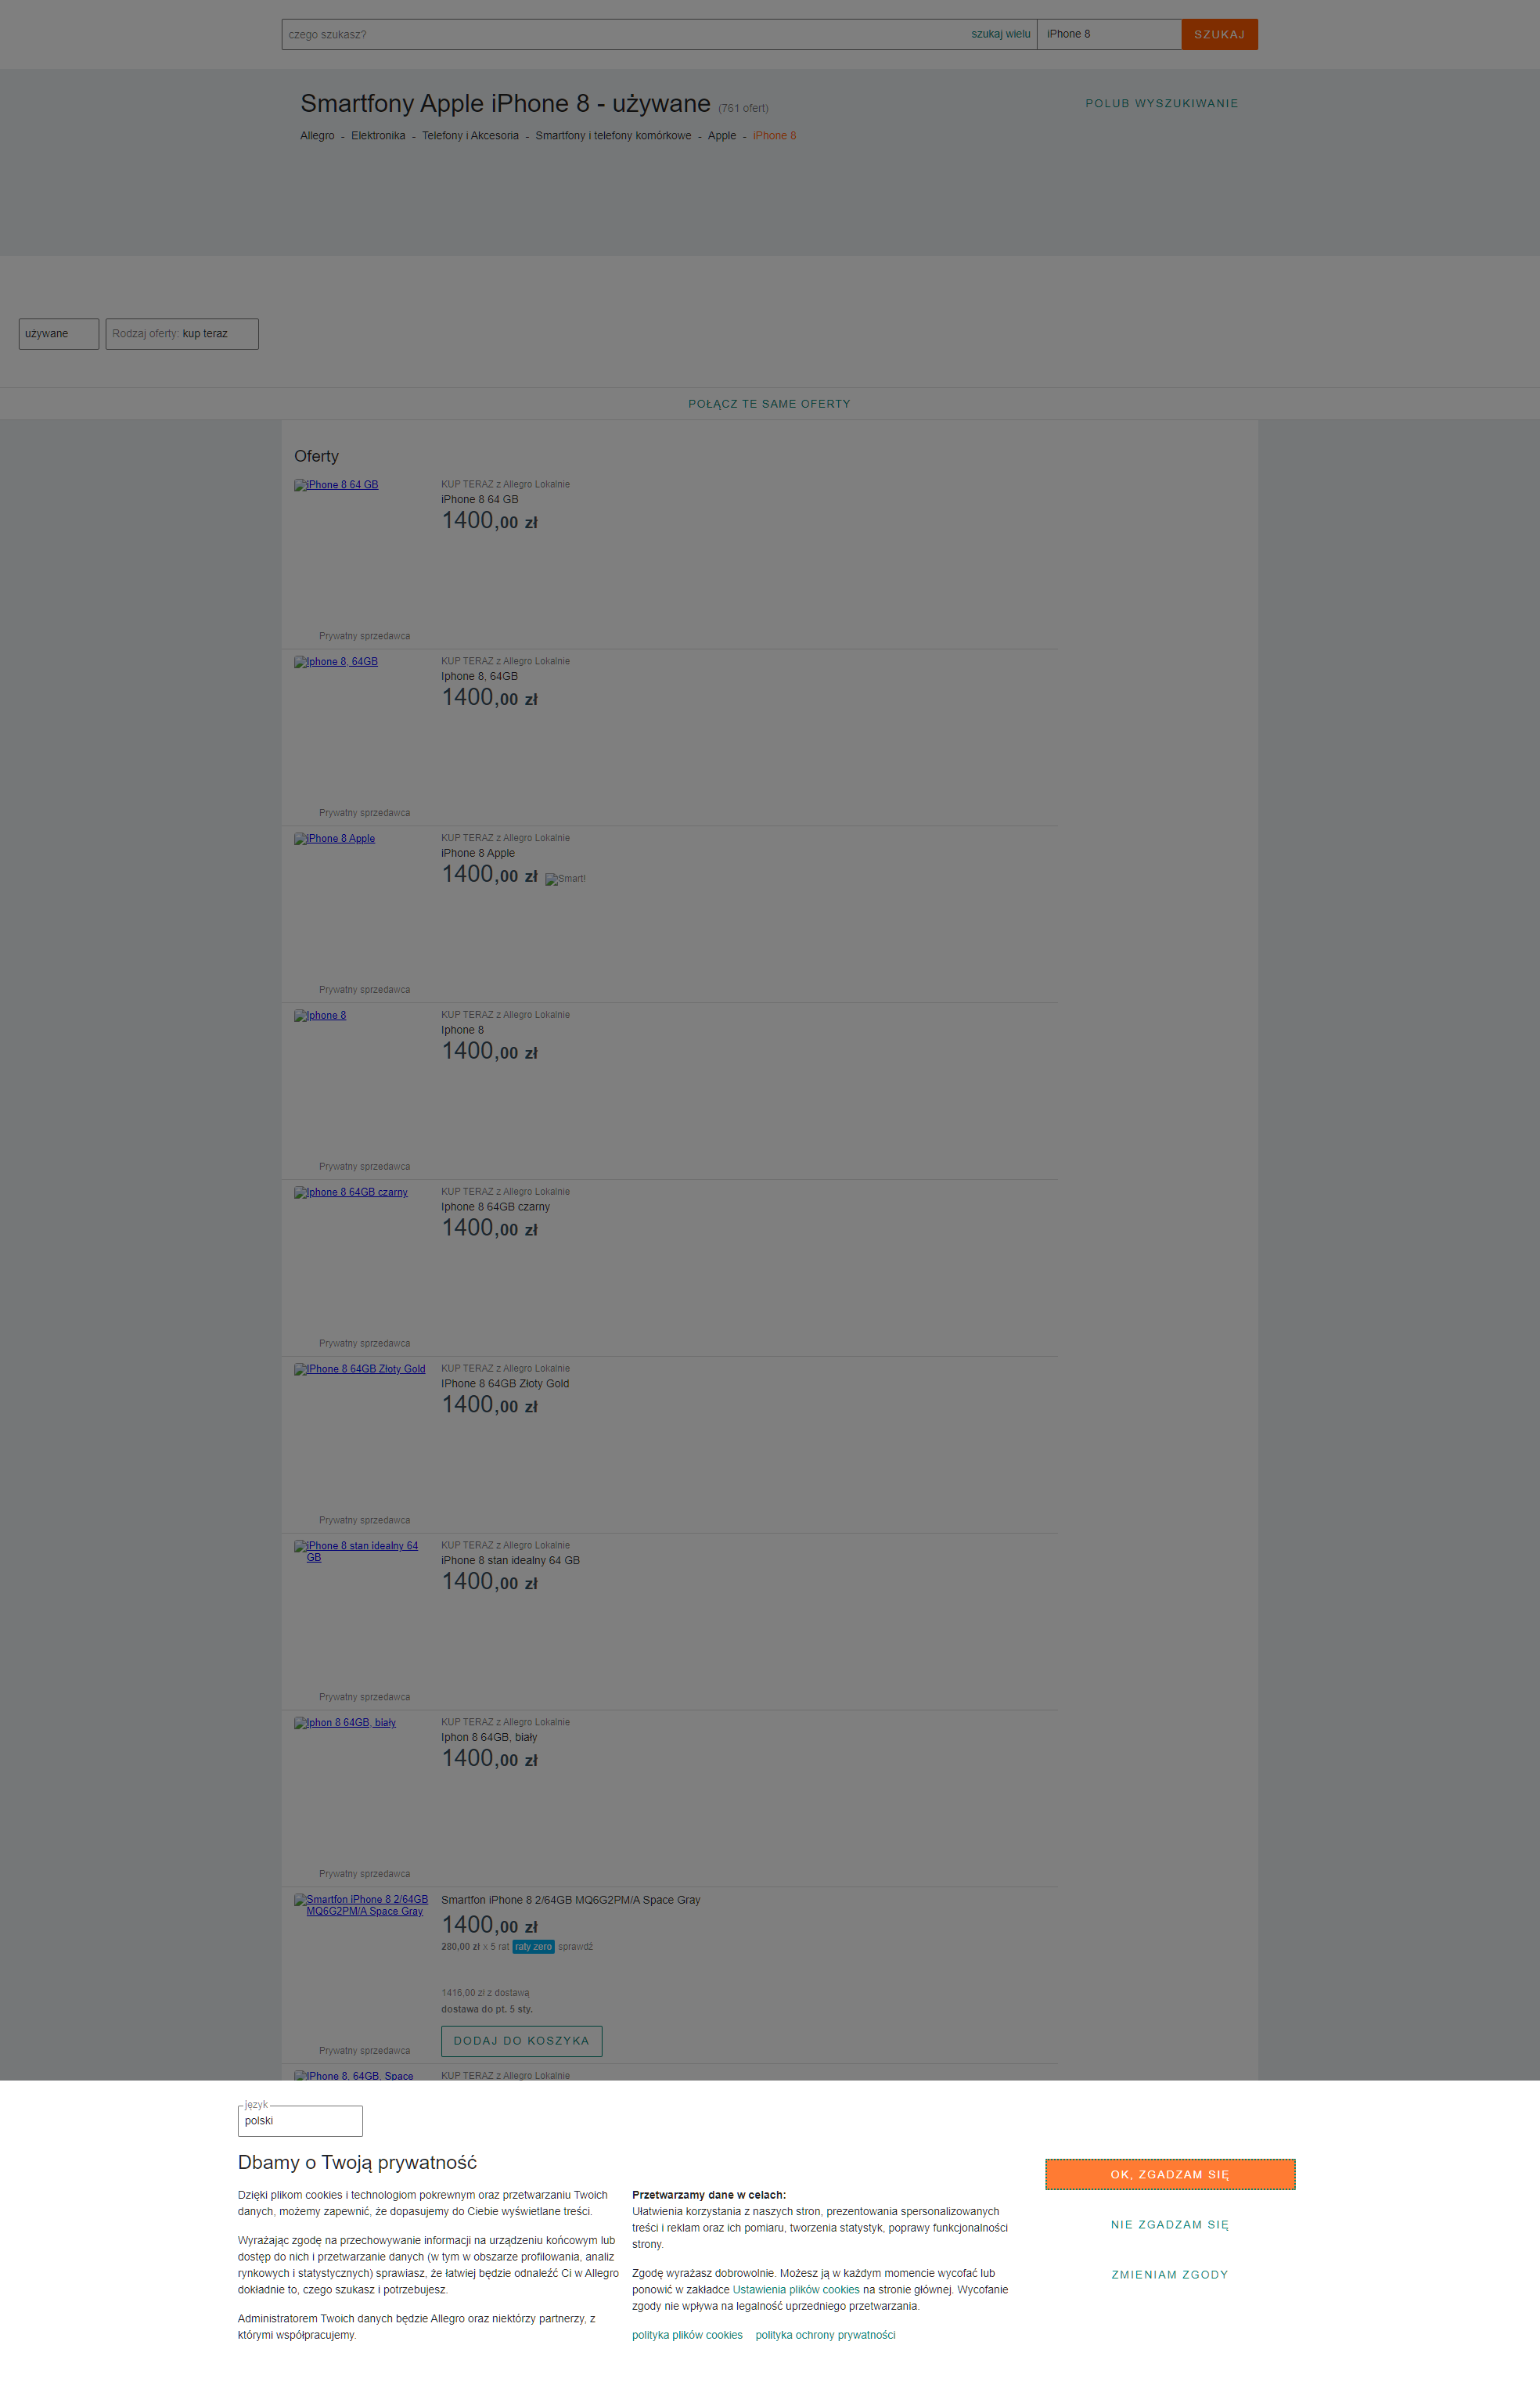 czego szukasz? szukaj wielu iPhone 8 SZUKAJ
Smartfony Apple iPhone 8 - używane (761 ofert) POLUB WYSZUKIWANIE
Allegro - Elektronika - Telefony i Akcesoria - Smartfony i telefony komórkowe - Apple - iPhone 8
używane Rodzaj oferty: kup teraz
POŁĄCZ TE SAME OFERTY
Oferty
iPhone 8 64 GB
KUP TERAZ z Allegro Lokalnie
iPhone 8 64 GB
1400,00 zł
Prywatny sprzedawca
Iphone 8, 64GB
KUP TERAZ z Allegro Lokalnie
Iphone 8, 64GB
1400,00 zł
Prywatny sprzedawca
iPhone 8 Apple
KUP TERAZ z Allegro Lokalnie
iPhone 8 Apple
1400,00 zł Smart!
Prywatny sprzedawca
Iphone 8
KUP TERAZ z Allegro Lokalnie
Iphone 8
1400,00 zł
Prywatny sprzedawca
Iphone 8 64GB czarny
KUP TERAZ z Allegro Lokalnie
Iphone 8 64GB czarny
1400,00 zł
Prywatny sprzedawca
IPhone 8 64GB Złoty Gold
KUP TERAZ z Allegro Lokalnie
IPhone 8 64GB Złoty Gold
1400,00 zł
Prywatny sprzedawca
iPhone 8 stan idealny 64
GB
KUP TERAZ z Allegro Lokalnie
iPhone 8 stan idealny 64 GB
1400,00 zł
Prywatny sprzedawca
Iphon 8 64GB, biały
KUP TERAZ z Allegro Lokalnie
Iphon 8 64GB, biały
1400,00 zł
Prywatny sprzedawca
Smartfon iPhone 8 2/64GB
MQ6G2PM/A Space Gray
Smartfon iPhone 8 2/64GB MQ6G2PM/A Space Gray
1400,00 zł
280,00 zł x 5 rat raty zero sprawdź
1416,00 zł z dostawą
dostawa do pt. 5 sty.
DODAJ DO KOSZYKA
Prywatny sprzedawca
IPhone 8, 64GB, Space
KUP TERAZ z Allegro Lokalnie
język
polski
Dbamy o Twoją prywatność
Dzięki plikom cookies i technologiom pokrewnym oraz przetwarzaniu Twoich
danych, możemy zapewnić, że dopasujemy do Ciebie wyświetlane treści.
Wyrażając zgodę na przechowywanie informacji na urządzeniu końcowym lub
dostęp do nich i przetwarzanie danych (w tym w obszarze profilowania, analiz
rynkowych i statystycznych) sprawiasz, że łatwiej będzie odnaleźć Ci w Allegro
dokładnie to, czego szukasz i potrzebujesz.
Administratorem Twoich danych będzie Allegro oraz niektórzy partnerzy, z
którymi współpracujemy.
Przetwarzamy dane w celach:
Ułatwienia korzystania z naszych stron, prezentowania spersonalizowanych
treści i reklam oraz ich pomiaru, tworzenia statystyk, poprawy funkcjonalności
strony.
Zgodę wyrażasz dobrowolnie. Możesz ją w każdym momencie wycofać lub
ponowić w zakładce Ustawienia plików cookies na stronie głównej. Wycofanie
zgody nie wpływa na legalność uprzedniego przetwarzania.
polityka plików cookies polityka ochrony prywatności
OK, ZGADZAM SIĘ
NIE ZGADZAM SIĘ
ZMIENIAM ZGODY